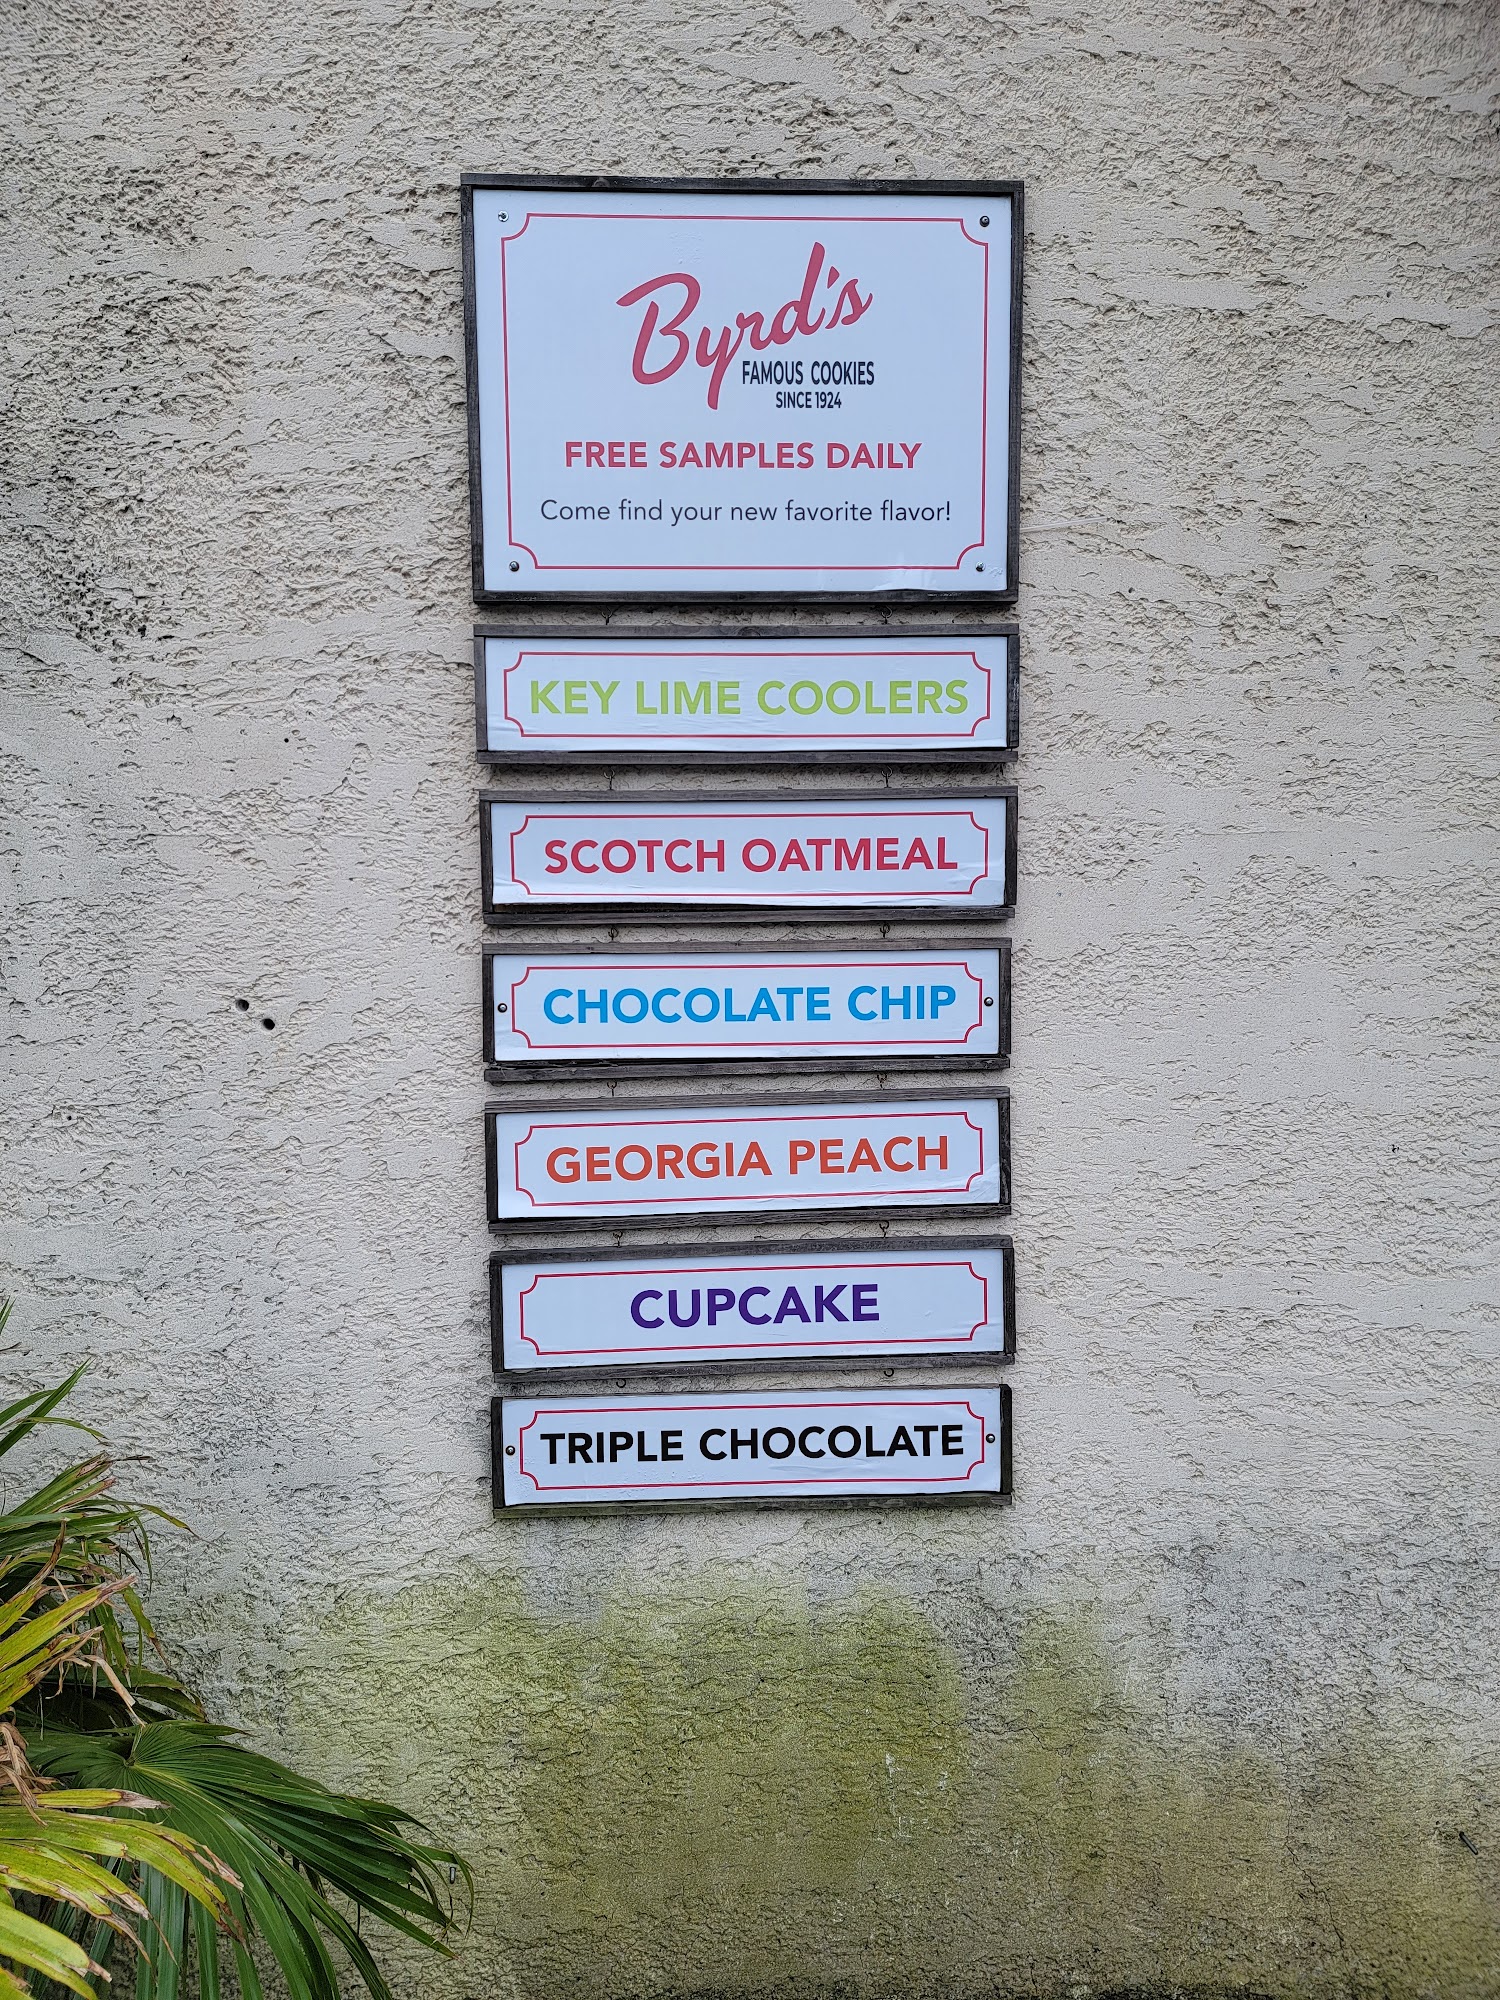 Byrd's
FAMOUS COOKIES
SINCE 1924
FREE SAMPLES DAILY
Come find your new favorite flavor!
KEY LIME COOLERS
SCOTCH OATMEAL
CHOCOLATE CHIP
GEORGIA PEACH
CUPCAKE
TRIPLE CHOCOLATE